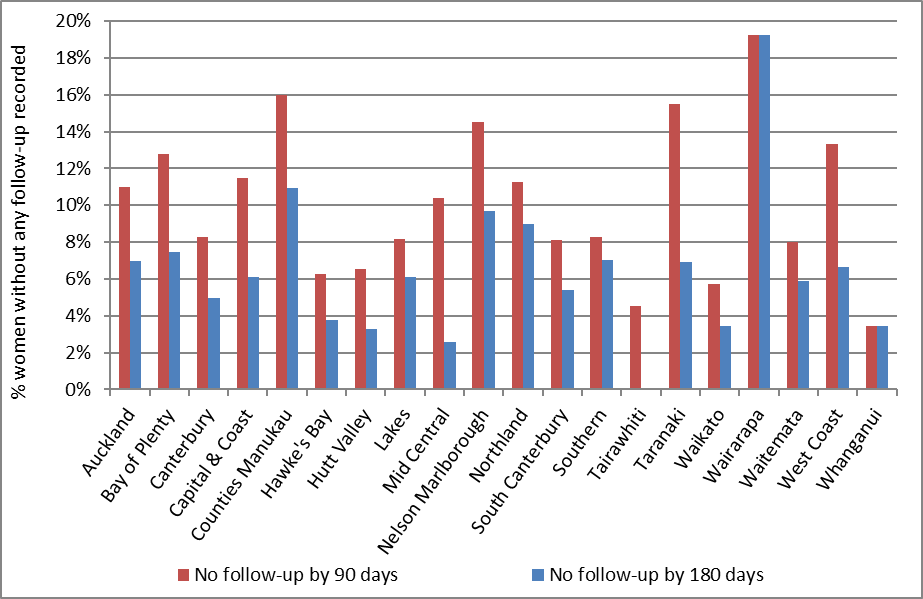 % women without any follow-up recorded
20%
18%
16%
14%
12%
10%
8%
6%
4%
2%
0%
Auckland
Bay of Plenty
Canterbury
Capital & Coast
Counties Manukau
Hawke's Bay
Hutt Valley
Lakes
Mid Central
Nelson Marlborough
Northland
South Canterbury
Southern
Tairawhiti
Taranaki
Waikato
Wairarapa
Waitemata
West Coast
Whanganui
No follow-up by 90 days
No follow-up by 180 days